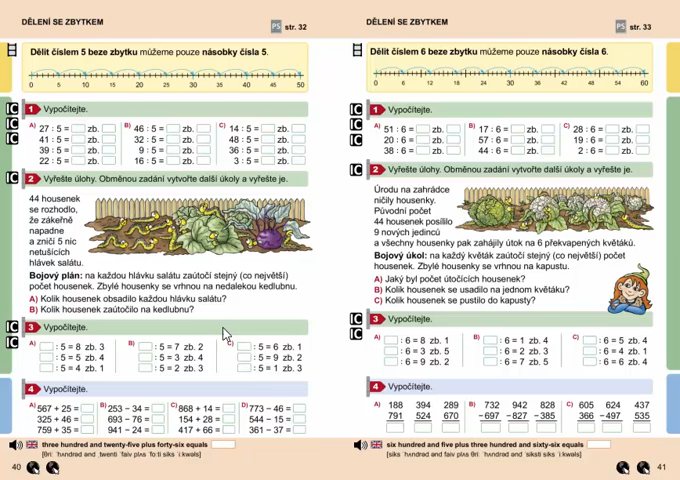 DĚLENÍ SE ZBYTKEM
PS str. 32
Dělit číslem 5 beze zbytku můžeme pouze násobky čísla 5.
0 5 10 15 20 25 30 35 40 45 50
1 Vypočítejte.
A) 27 : 5 = zb. B) 46 : 5 = zb. C) 14 : 5 = zb.
41 : 5 = zb. 32 : 5 = zb. 48 : 5 = zb.
39 : 5 = zb. 9 : 5 = zb. 36 : 5 = zb.
22 : 5 = zb. 16 : 5 = zb. 3 : 5 = zb.
2 Vyřešte úlohy. Obměnou zadání vytvořte další úkoly a vyřešte je.
44 housenek
se rozhodlo,
že zákeřně
napadne
a zničí 5 nic
netušících
hlávek salátu.
Bojový plán: na každou hlávku salátu zaútočí stejný (co největší)
počet housenek. Zbylé housenky se vrhnou na nedalekou kedlubnu.
A) Kolik housenek obsadilo každou hlávku salátu?
B) Kolik housenek zaútočilo na kedlubnu?
3 Vypočítejte.
A) : 5 = 8 zb. 3 B) : 5 = 7 zb. 2 C) : 5 = 6 zb. 1
: 5 = 5 zb. 4 : 5 = 3 zb. 4 : 5 = 9 zb. 2
: 5 = 4 zb. 1 : 5 = 2 zb. 3 : 5 = 1 zb. 3
4 Vypočítejte.
A) 567 + 25 = B) 253 − 34 = C) 868 + 14 = D) 773 − 46 =
325 + 46 = 693 − 76 = 154 + 28 = 544 − 15 =
759 + 35 = 941 − 24 = 417 + 66 = 361 − 37 =
three hundred and twenty-five plus forty-six equals
40
DĚLENÍ SE ZBYTKEM
PS str. 33
Dělit číslem 6 beze zbytku můžeme pouze násobky čísla 6.
0 6 12 18 24 30 36 42 48 54 60
1 Vypočítejte.
A) 51 : 6 = zb. B) 17 : 6 = zb. C) 28 : 6 = zb.
20 : 6 = zb. 57 : 6 = zb. 19 : 6 = zb.
38 : 6 = zb. 44 : 6 = zb. 2 : 6 = zb.
2 Vyřešte úlohy. Obměnou zadání vytvořte další úkoly a vyřešte je.
Úrodu na zahrádce
ničily housenky.
Původní počet
44 housenek posílilo
9 nových jedinců
a všechny housenky pak zahájily útok na 6 překvapených květáků.
Bojový úkol: na každý květák zaútočí stejný (co největší) počet
housenek. Zbylé housenky se vrhnou na kapustu.
A) Jaký byl počet útočících housenek?
B) Kolik housenek se usadilo na jednom květáku?
C) Kolik housenek se pustilo do kapusty?
3 Vypočítejte.
A) : 6 = 8 zb. 1 B) : 6 = 1 zb. 4 C) : 6 = 5 zb. 4
: 6 = 3 zb. 5 : 6 = 2 zb. 3 : 6 = 4 zb. 1
: 6 = 9 zb. 2 : 6 = 7 zb. 5 : 6 = 6 zb. 4
4 Vypočítejte.
A) 188 394 289 B) 732 942 828 C) 605 624 437
791 524 670 −697 −827 −385 366 −497 535
six hundred and five plus three hundred and sixty-six equals
41